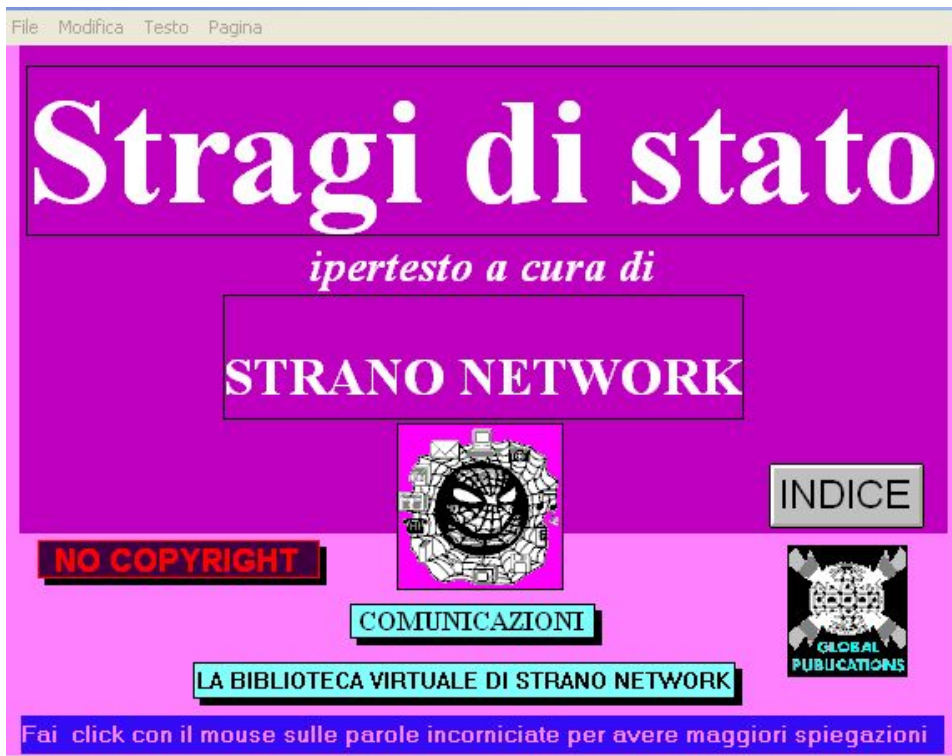 File Modifica Testo Pagina
Stragi di stato
ipertesto a cura di
STRANO NETWORK
INDICE
NO COPYRIGHT
GLOBAL
PUBLICATIONS
COMUNICAZIONI
LA BIBLIOTECA VIRTUALE DI STRANO NETWORK
Fai click con il mouse sulle parole incorniciate per avere maggiori spiegazioni